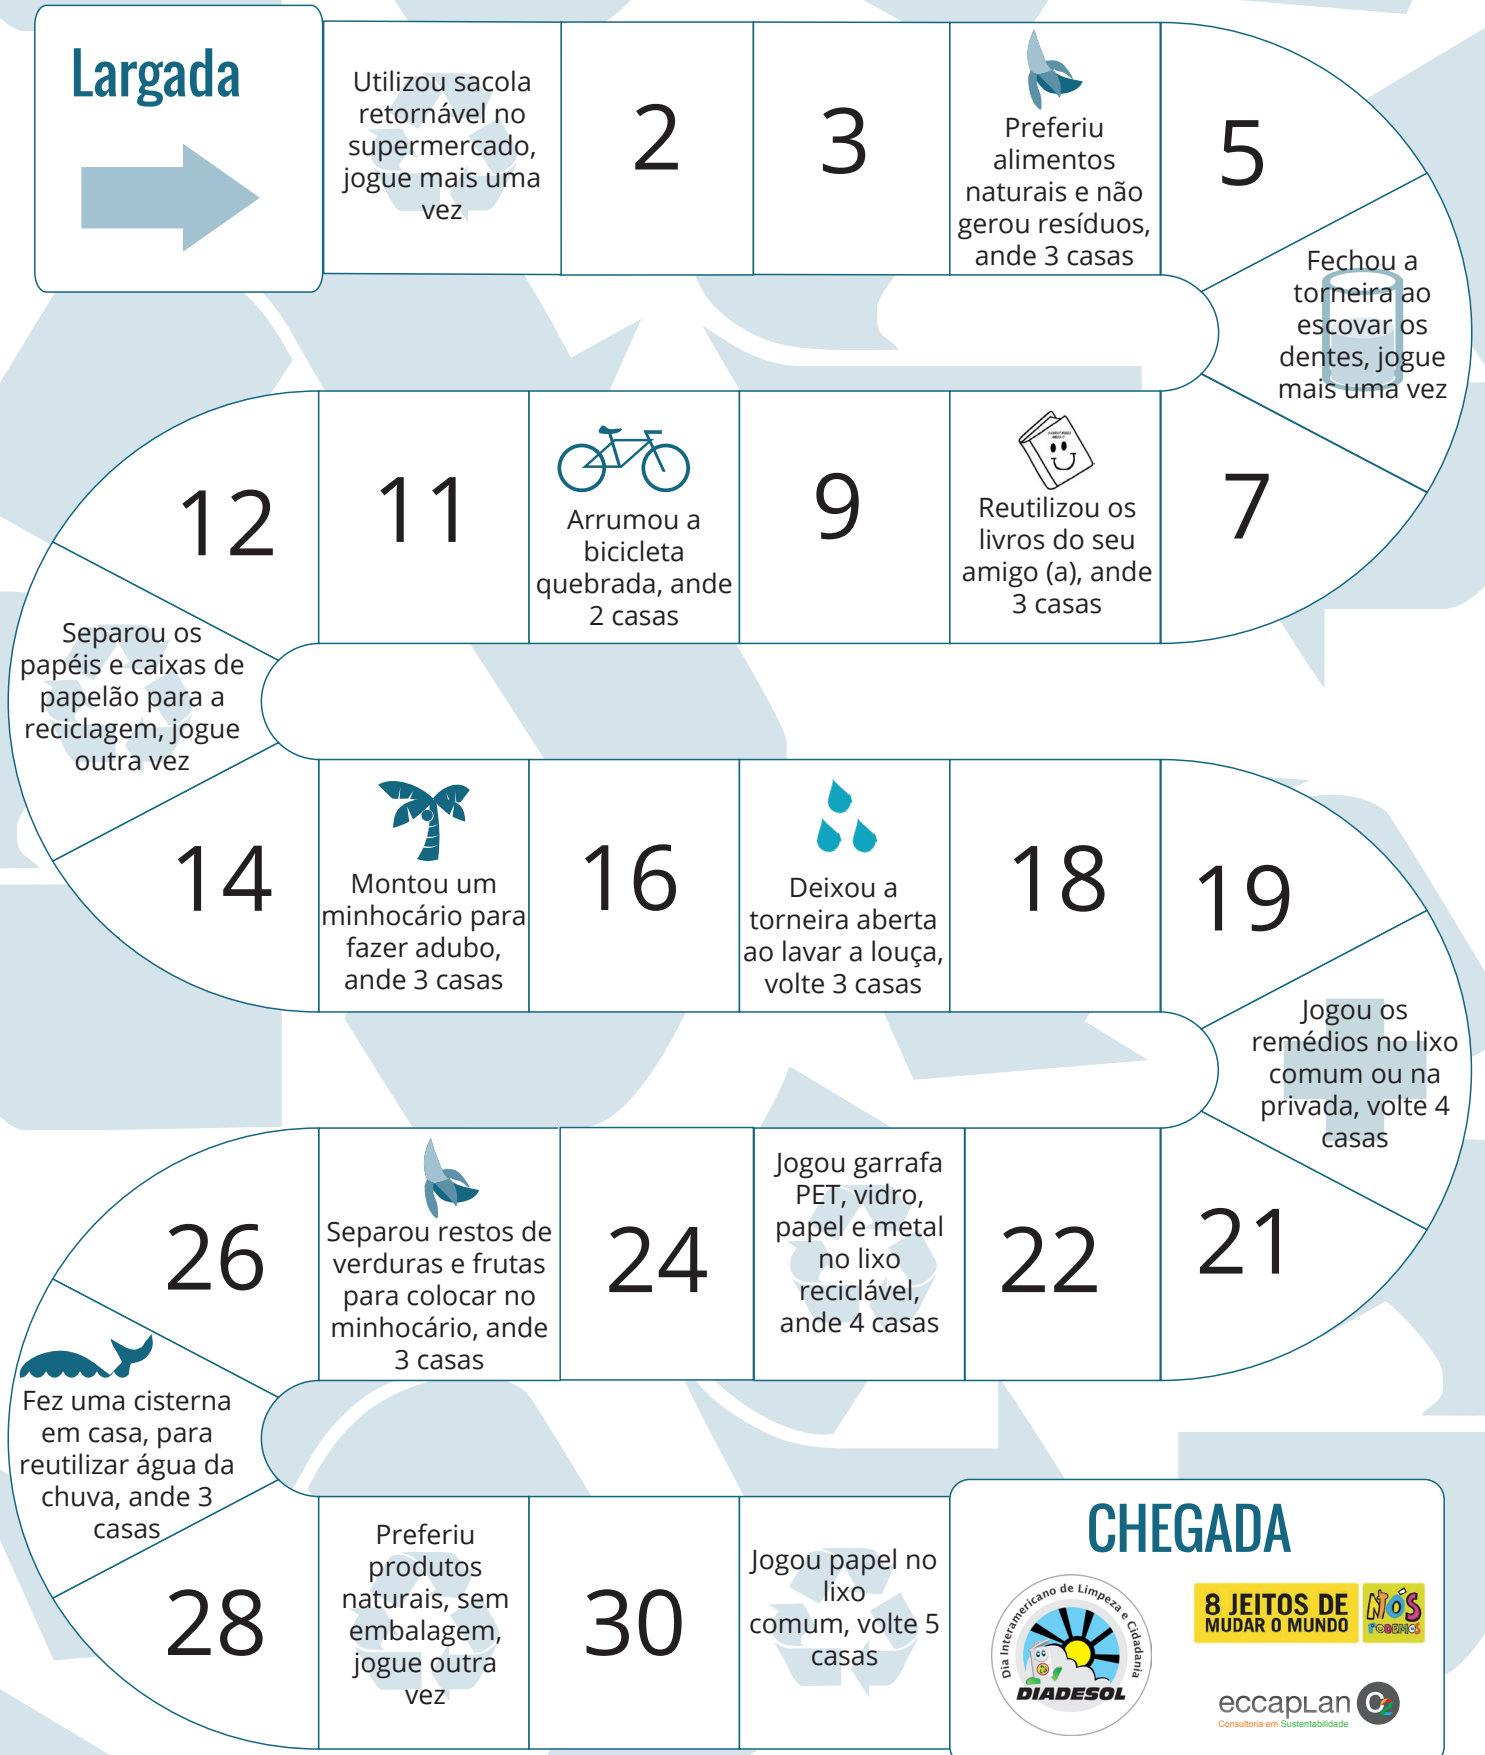 Largada
Utilizou sacola
retornável no
supermercado,
jogue mais uma
vez
2
3
Preferiu
alimentos
naturais e não
gerou resíduos,
ande 3 casas
5
Fechou a
torneira ao
escovar os
dentes, jogue
mais uma vez
7
Reutilizou os
livros do seu
amigo (a), ande
3 casas
9
Arrumou a
bicicleta
quebrada, ande
2 casas
11
12
Separou os
papéis e caixas de
papelão para a
reciclagem, jogue
outra vez
14
Montou um
minhocário para
fazer adubo,
ande 3 casas
16
Deixou a
torneira aberta
ao lavar a louça,
volte 3 casas
18
19
Jogou os
remédios no lixo
comum ou na
privada, volte 4
casas
21
22
Jogou garrafa
PET, vidro,
papel e metal
no lixo
reciclável,
ande 4 casas
24
Separou restos de
verduras e frutas
para colocar no
minhocário, ande
3 casas
26
Fez uma cisterna
em casa, para
reutilizar água da
chuva, ande 3
casas
28
Preferiu
produtos
naturais, sem
embalagem,
jogue outra
vez
30
Jogou papel no
lixo
comum, volte 5
casas
CHEGADA
Dia Interamericano de Limpeza e Cidadania
DIADESOL
8 JEITOS DE
MUDAR O MUNDO
NÓS
PODEMOS
eccaplan
Consultoria em Sustentabilidade